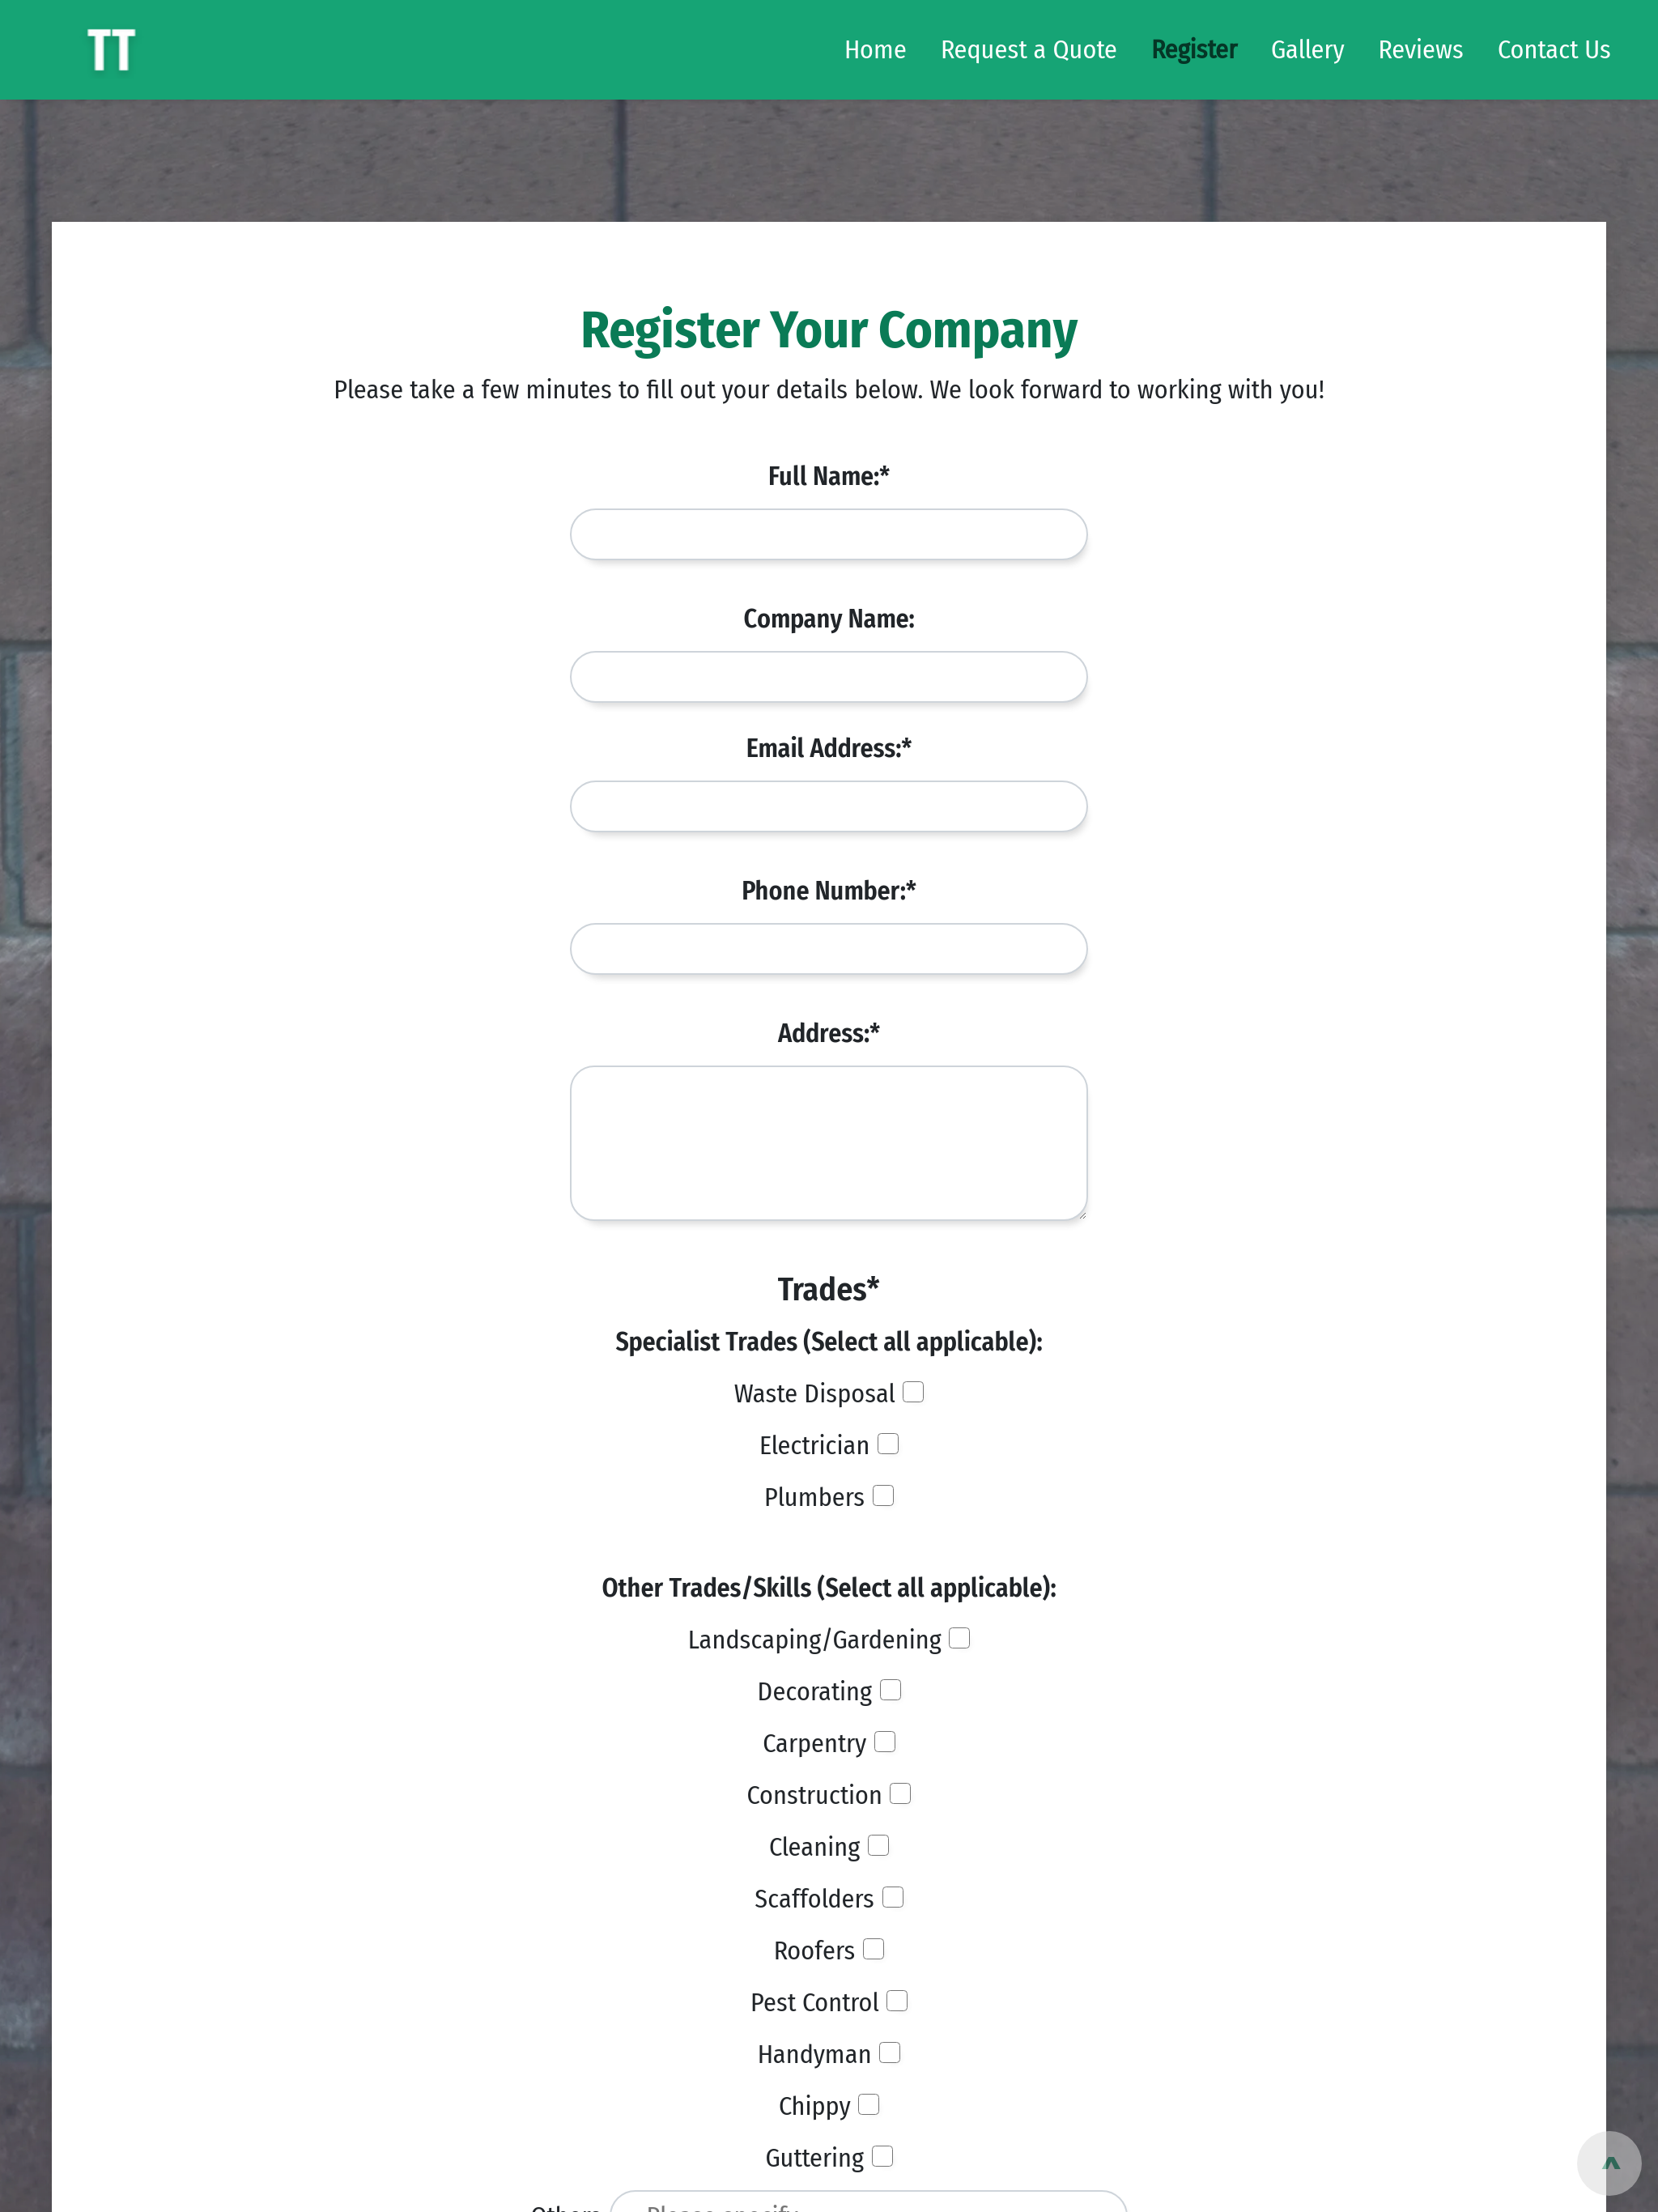 TT
Home Request a Quote Register Gallery Reviews Contact Us
Register Your Company
Please take a few minutes to fill out your details below. We look forward to working with you!
Full Name:*
Company Name:
Email Address:*
Phone Number:*
Address:*
Trades*
Specialist Trades (Select all applicable):
Waste Disposal
Electrician
Plumbers
Other Trades/Skills (Select all applicable):
Landscaping/Gardening
Decorating
Carpentry
Construction
Cleaning
Scaffolders
Roofers
Pest Control
Handyman
Chippy
Guttering